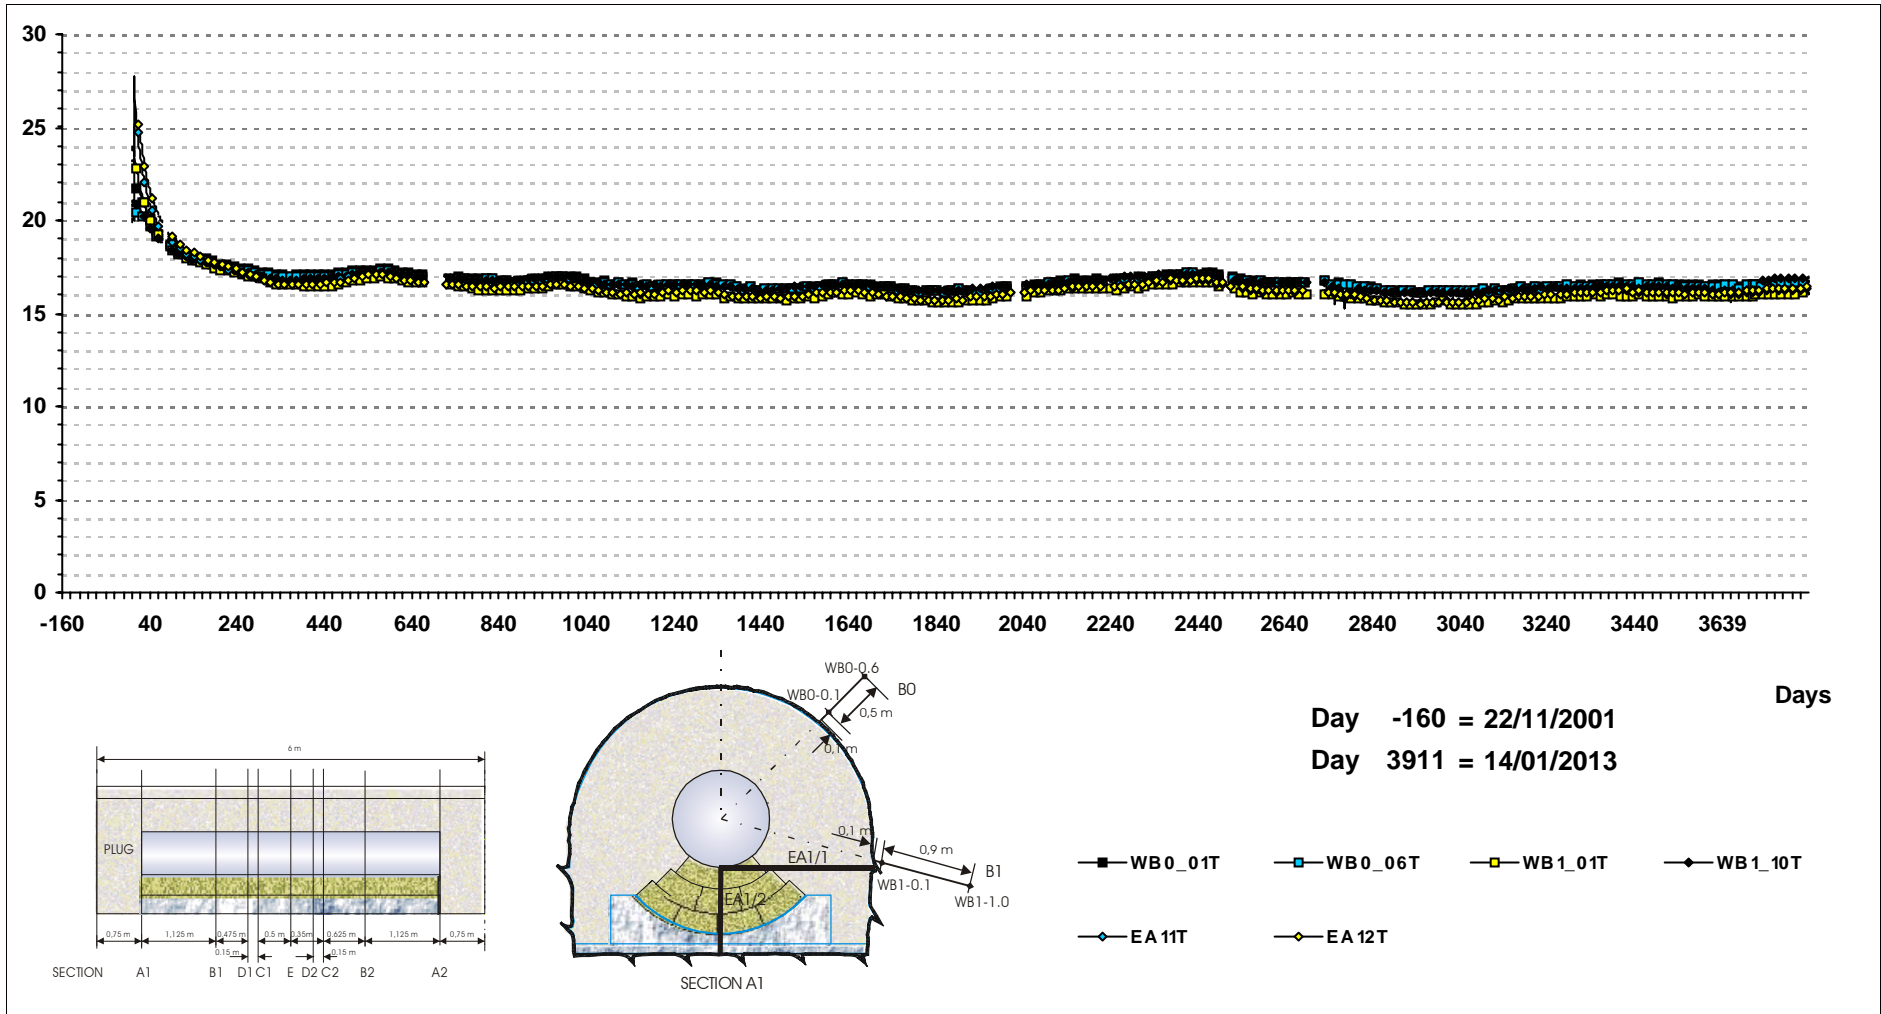 30
25
20
15
10
5
0
-160 40 240 440 640 840 1040 1240 1440 1640 1840 2040 2240 2440 2640 2840 3040 3240 3440 3639
Days
Day -160 = 22/11/2001
Day 3911 = 14/01/2013
WB0_01T WB0_06T WB1_01T WB1_10T
EA11T EA12T
6 m
PLUG
0,75 m 1,125 m 0,475 m 0.5 m 0.35m 0.625 m 1,125 m 0,75 m
0.15 m 0.15 m
SECTION A1 B1 D1 C1 E D2 C2 B2 A2
WB0-0.6
WB0-0.1
B0
0,5 m
0,1 m
0,1 m
0,9 m
EA1/1
B1
WB1-0.1
EA1/2
WB1-1.0
SECTION A1